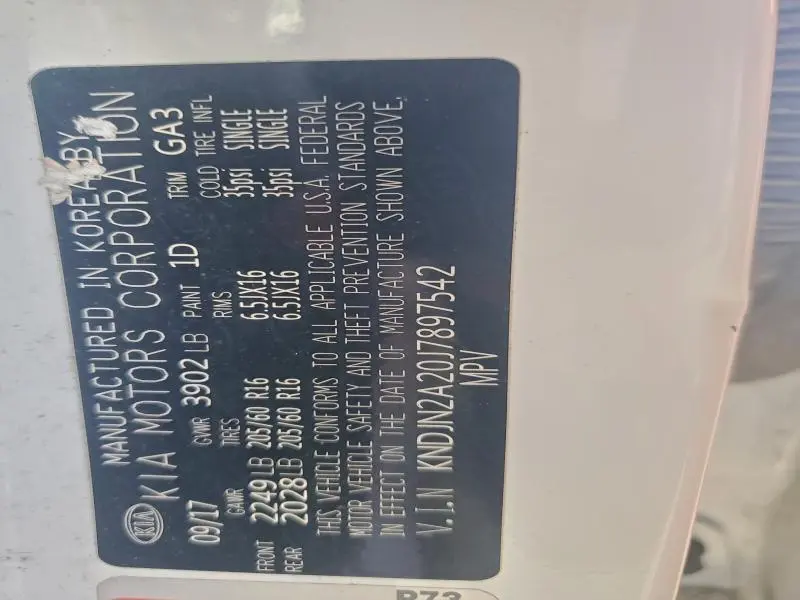 MANUFACTURED IN KOREA BY
KIA KIA MOTORS CORPORATION
09/17 GVWR 3902 LB PAINT 1D TRIM GA3
GAWR TIRES RIMS COLD TIRE INFL
FRONT 2249 LB 205/60 R16 6.5JX16 35psi SINGLE
REAR 2028 LB 205/60 R16 6.5JX16 35psi SINGLE
THIS VEHICLE CONFORMS TO ALL APPLICABLE U.S.A. FEDERAL
MOTOR VEHICLE SAFETY AND THEFT PREVENTION STANDARDS
IN EFFECT ON THE DATE OF MANUFACTURE SHOWN ABOVE.
V.I.N KNDJN2A20J7897542
MPV